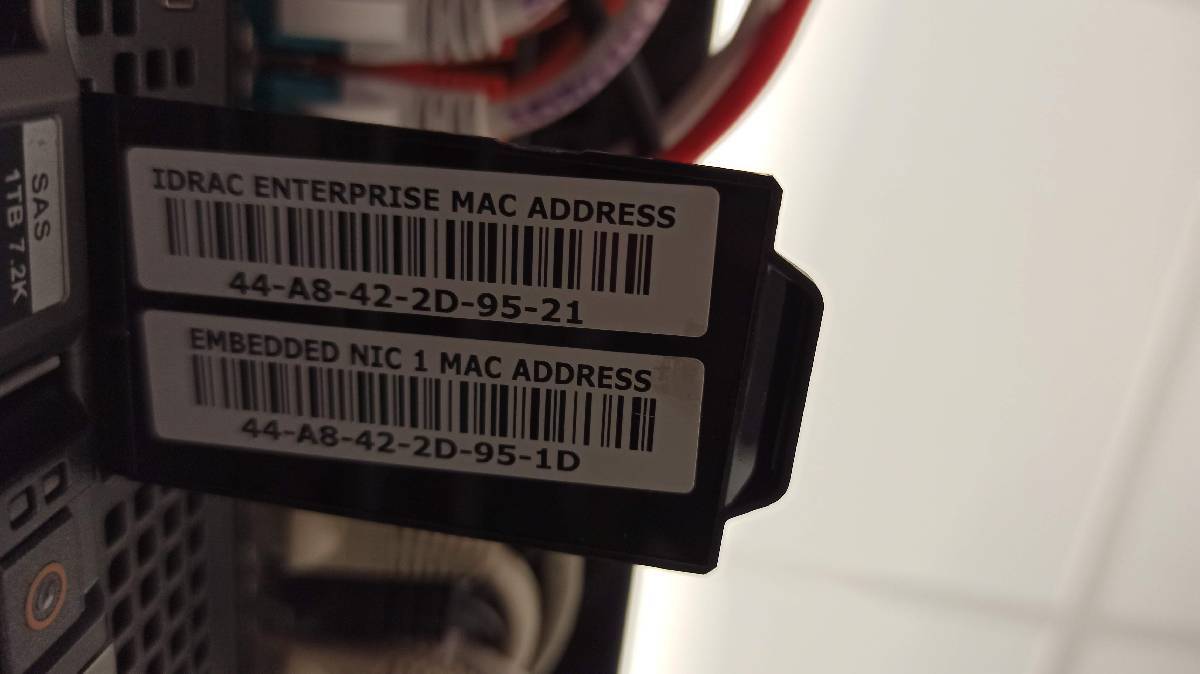 IDRAC ENTERPRISE MAC ADDRESS
44-A8-42-2D-95-21
EMBEDDED NIC 1 MAC ADDRESS
44-A8-42-2D-95-1D
SAS
1TB 7.2K